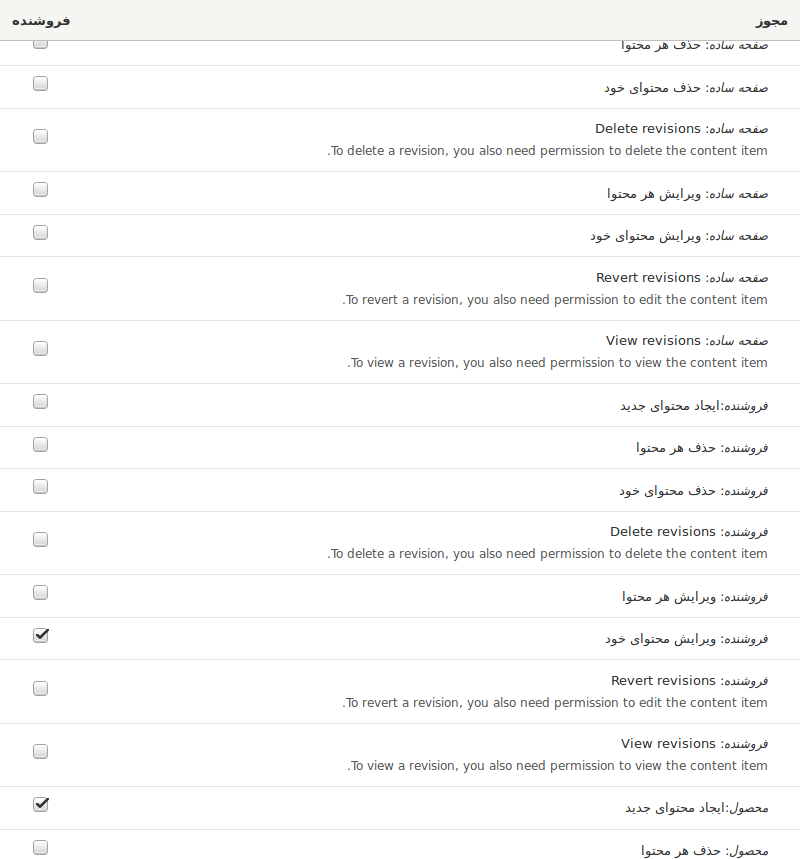 مجوز
فروشنده
صفحه ساده: حذف هر محتوا
صفحه ساده: حذف محتوای خود
صفحه ساده: Delete revisions
To delete a revision, you also need permission to delete the content item.
صفحه ساده: ویرایش هر محتوا
صفحه ساده: ویرایش محتوای خود
صفحه ساده: Revert revisions
To revert a revision, you also need permission to edit the content item.
صفحه ساده: View revisions
To view a revision, you also need permission to view the content item.
فروشنده:ایجاد محتوای جدید
فروشنده: حذف هر محتوا
فروشنده: حذف محتوای خود
فروشنده: Delete revisions
To delete a revision, you also need permission to delete the content item.
فروشنده: ویرایش هر محتوا
فروشنده: ویرایش محتوای خود
فروشنده: Revert revisions
To revert a revision, you also need permission to edit the content item.
فروشنده: View revisions
To view a revision, you also need permission to view the content item.
محصول:ایجاد محتوای جدید
محصول: حذف هر محتوا